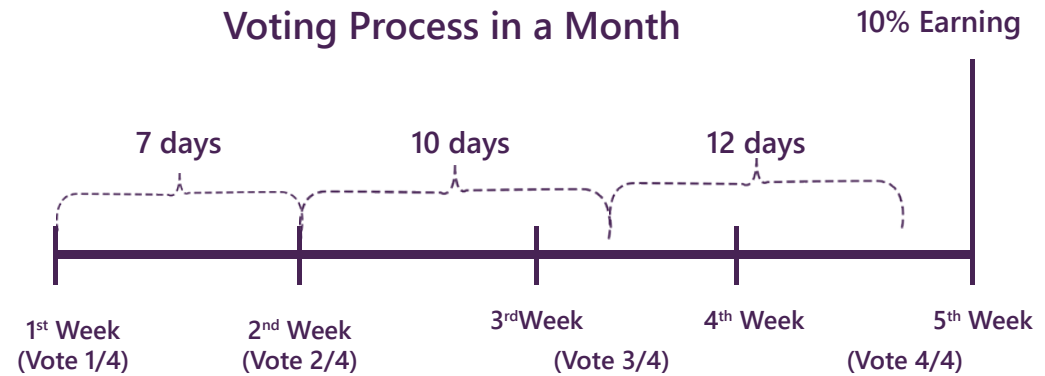 Voting Process in a Month
10% Earning
7 days
10 days
12 days
1st Week
(Vote 1/4)
2nd Week
(Vote 2/4)
3rdWeek
(Vote 3/4)
4th Week
5th Week
(Vote 4/4)